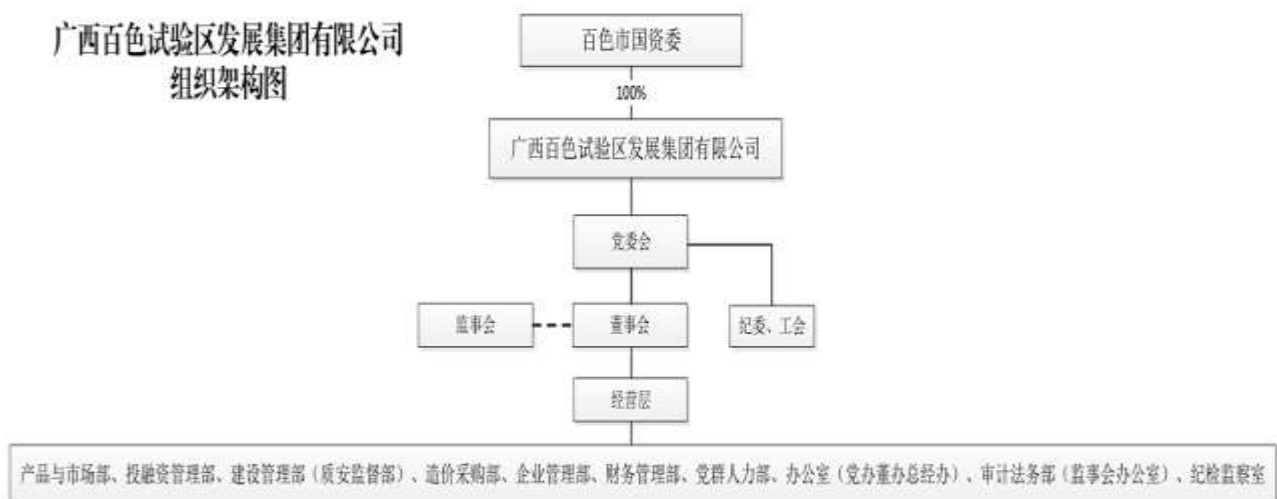 广西百色试验区发展集团有限公司
组织架构图
百色市国资委
100%
广西百色试验区发展集团有限公司
党委会
监事会
董事会
纪委、工会
经营层
产品与市场部、投融资管理部、建设管理部（质安监督部）、造价采购部、企业管理部、财务管理部、党群人力部、办公室（党办董办总经办）、审计法务部（监事会办公室）、纪检监察室